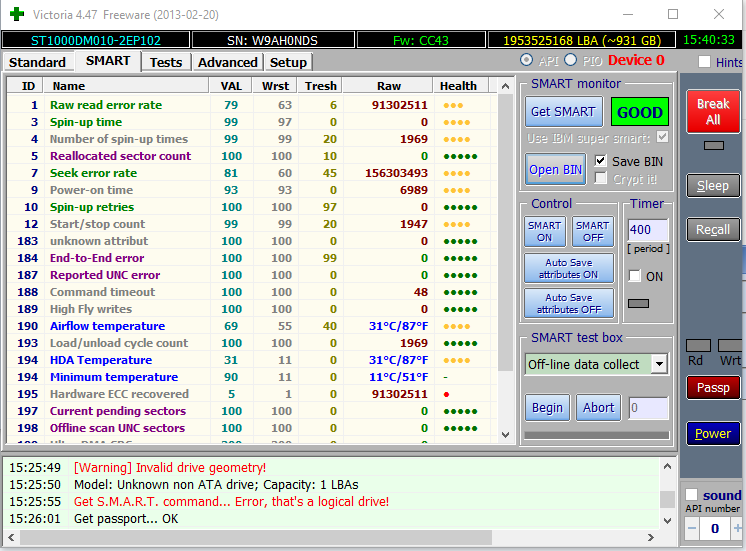 Victoria 4.47 Freeware (2013-02-20)
ST1000DM010-2EP102 SN: W9AH0NDS Fw: CC43 1953525168 LBA (~931 GB) 15:40:33
Standard SMART Tests Advanced Setup API PIO Device 0 Hints
ID Name VAL Wrst Tresh Raw Health
1 Raw read error rate 79 63 6 91302511
3 Spin-up time 99 97 0 0
4 Number of spin-up times 99 99 20 1969
5 Reallocated sector count 100 100 10 0
7 Seek error rate 81 60 45 156303493
9 Power-on time 93 93 0 6989
10 Spin-up retries 100 100 97 0
12 Start/stop count 99 99 20 1947
183 unknown attribut 100 100 0 0
184 End-to-End error 100 100 99 0
187 Reported UNC error 100 100 0 0
188 Command timeout 100 100 0 48
189 High Fly writes 100 100 0 0
190 Airflow temperature 69 55 40 31°C/87°F
193 Load/unload cycle count 100 100 0 1969
194 HDA Temperature 31 11 0 31°C/87°F
194 Minimum temperature 90 11 0 11°C/51°F -
195 Hardware ECC recovered 5 1 0 91302511
197 Current pending sectors 100 100 0 0
198 Offline scan UNC sectors 100 100 0 0
SMART monitor
Get SMART GOOD
Use IBM super smart:
Open BIN Save BIN
Crypt id
Control Timer
SMART ON SMART OFF 400
[ period ]
Auto Save attributes ON ON
Auto Save attributes OFF
SMART test box
Off-line data collect
Begin Abort 0
Break All
Sleep
Recall
Rd Wrt
Passp
Power
sound
API number
0
15:25:49 [Warning] Invalid drive geometry!
15:25:50 Model: Unknown non ATA drive; Capacity: 1 LBAs
15:25:55 Get S.M.A.R.T. command... Error, that's a logical drive!
15:26:01 Get passport... OK